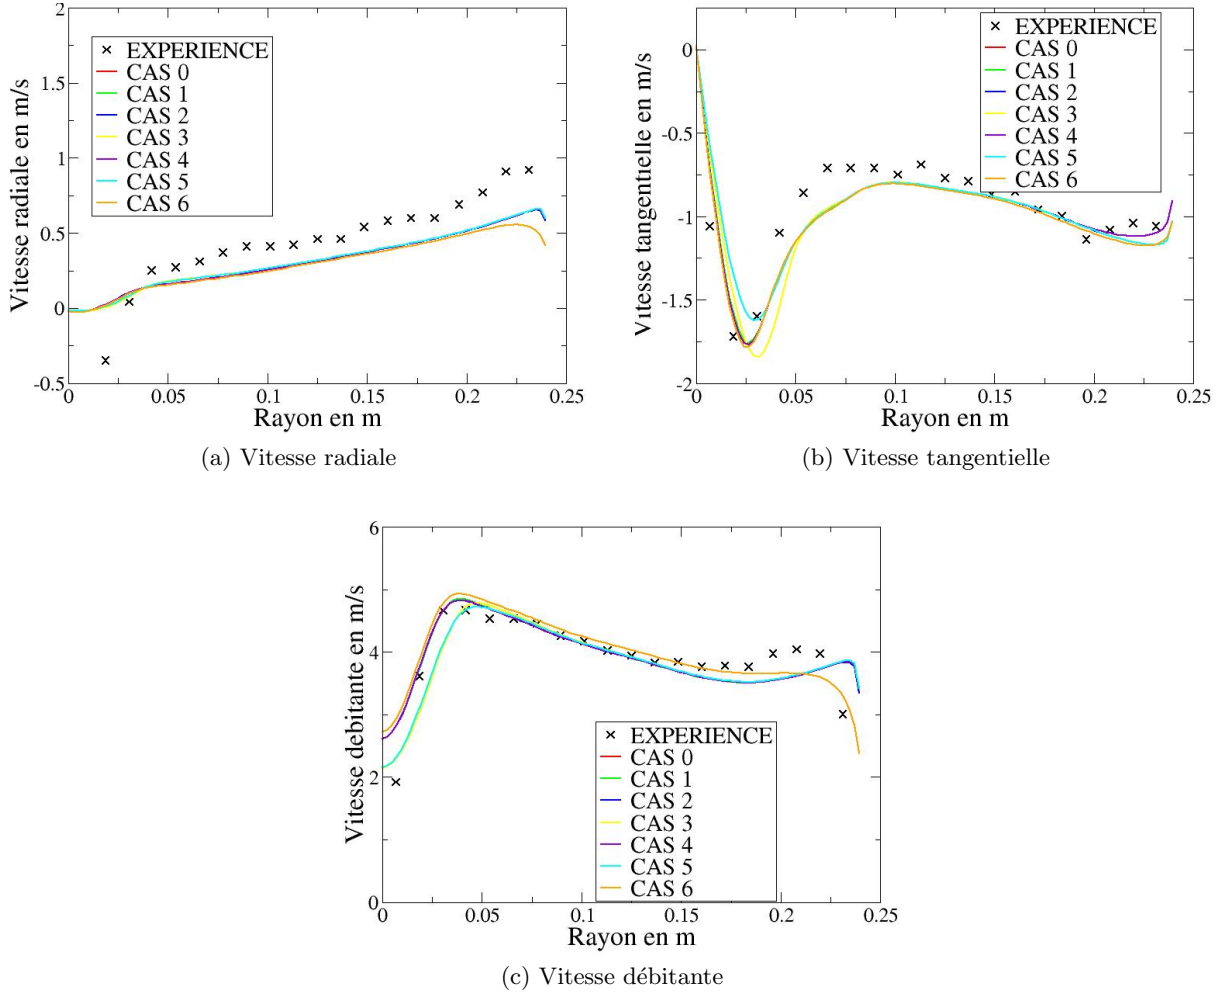 2
1.5
1
0.5
0
-0.5
Vitesse radiale en m/s
EXPERIENCE
CAS 0
CAS 1
CAS 2
CAS 3
CAS 4
CAS 5
CAS 6
0 0.05 0.1 0.15 0.2 0.25
Rayon en m
(a) Vitesse radiale
0
-0.5
-1
-1.5
-2
Vitesse tangentuelle en m/s
EXPERIENCE
CAS 0
CAS 1
CAS 2
CAS 3
CAS 4
CAS 5
CAS 6
0 0.05 0.1 0.15 0.2 0.25
Rayon en m
(b) Vitesse tangentielle
6
4
2
0
Vitesse debitante en m/s
EXPERIENCE
CAS 0
CAS 1
CAS 2
CAS 3
CAS 4
CAS 5
CAS 6
0 0.05 0.1 0.15 0.2 0.25
Rayon en m
(c) Vitesse débitante